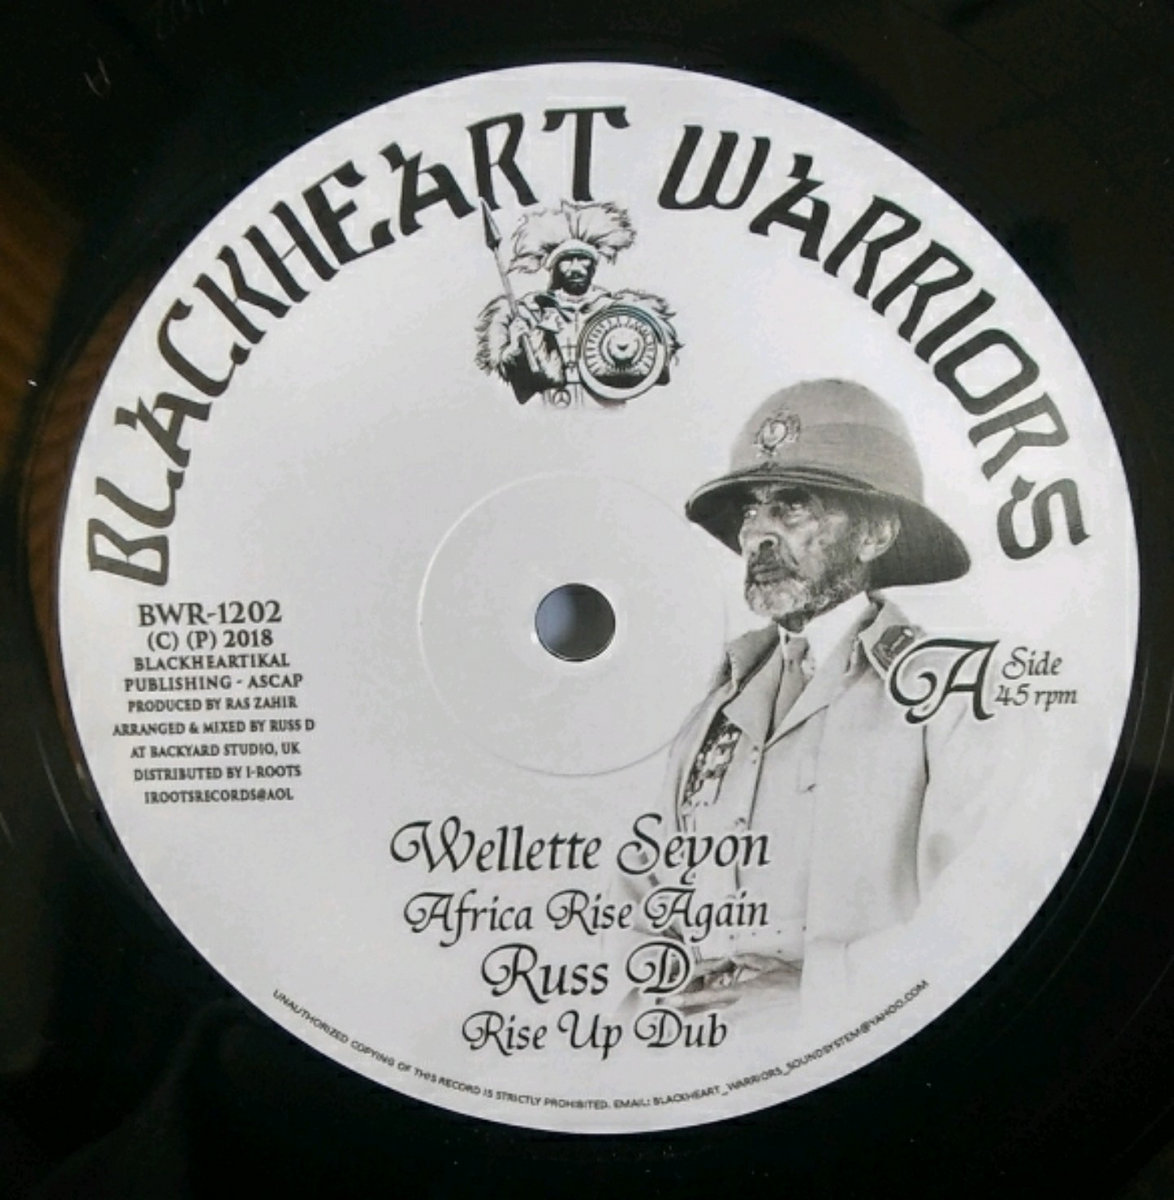 BLACKHEART WARRIORS
BWR-1202
(C) (P) 2018
BLACKHEARTIKAL
PUBLISHING - ASCAP
PRODUCED BY RAS ZAHIR
ARRANGED & MIXED BY RUSS D
AT BACKYARD STUDIO, UK
DISTRIBUTED BY I-ROOTS
IROOTSRECORDS@AOL
A Side
45 rpm
Wellette Seyon
Africa Rise Again
Russ D
Rise Up Dub
UNAUTHORIZED COPYING OF THIS RECORD IS STRICTLY PROHIBITED. EMAIL: BLACKHEART_WARRIORS_SOUNDSYSTEM@YAHOO.COM